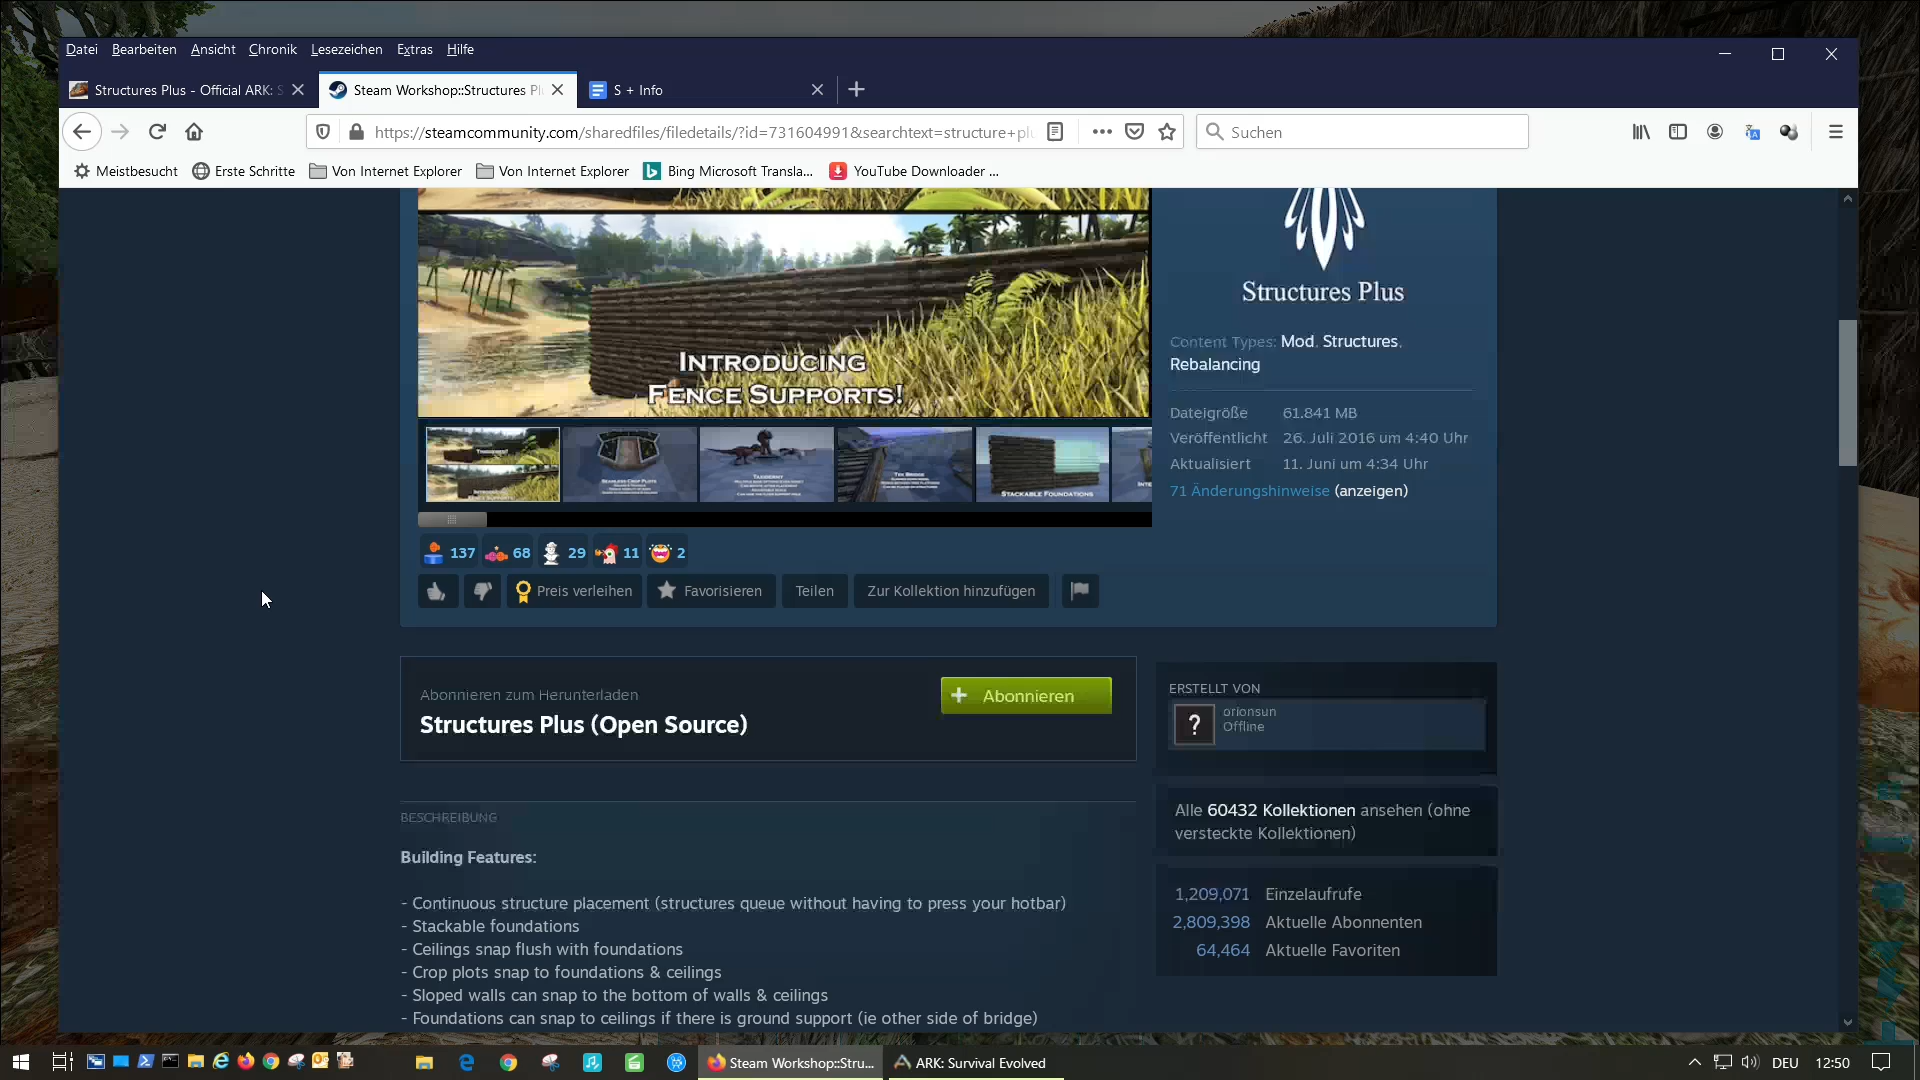 Datei Bearbeiten Ansicht Chronik Lesezeichen Extras Hilfe
Structures Plus - Official ARK: S
Steam Workshop::Structures Pl
S + Info
https://steamcommunity.com/sharedfiles/filedetails/?id=731604991&searchtext=structure+plu
Suchen
Meistbesucht Erste Schritte Von Internet Explorer Von Internet Explorer Bing Microsoft Transla... YouTube Downloader ...
INTRODUCING
FENCE SUPPORTS!
STACKABLE FOUNDATIONS
Structures Plus
Content Types: Mod, Structures,
Rebalancing
Dateigröße 61.841 MB
Veröffentlicht 26. Juli 2016 um 4:40 Uhr
Aktualisiert 11. Juni um 4:34 Uhr
71 Änderungshinweise (anzeigen)
137 68 29 11 2
Preis verleihen Favorisieren Teilen Zur Kollektion hinzufügen
Abonnieren zum Herunterladen
Structures Plus (Open Source)
Abonnieren
ERSTELLT VON
?
orionsun
Offline
Alle 60432 Kollektionen ansehen (ohne
versteckte Kollektionen)
1,209,071 Einzelaufrufe
2,809,398 Aktuelle Abonnenten
64,464 Aktuelle Favoriten
BESCHREIBUNG
Building Features:
- Continuous structure placement (structures queue without having to press your hotbar)
- Stackable foundations
- Ceilings snap flush with foundations
- Crop plots snap to foundations & ceilings
- Sloped walls can snap to the bottom of walls & ceilings
- Foundations can snap to ceilings if there is ground support (ie other side of bridge)
Steam Workshop::Stru...
ARK: Survival Evolved
DEU 12:50